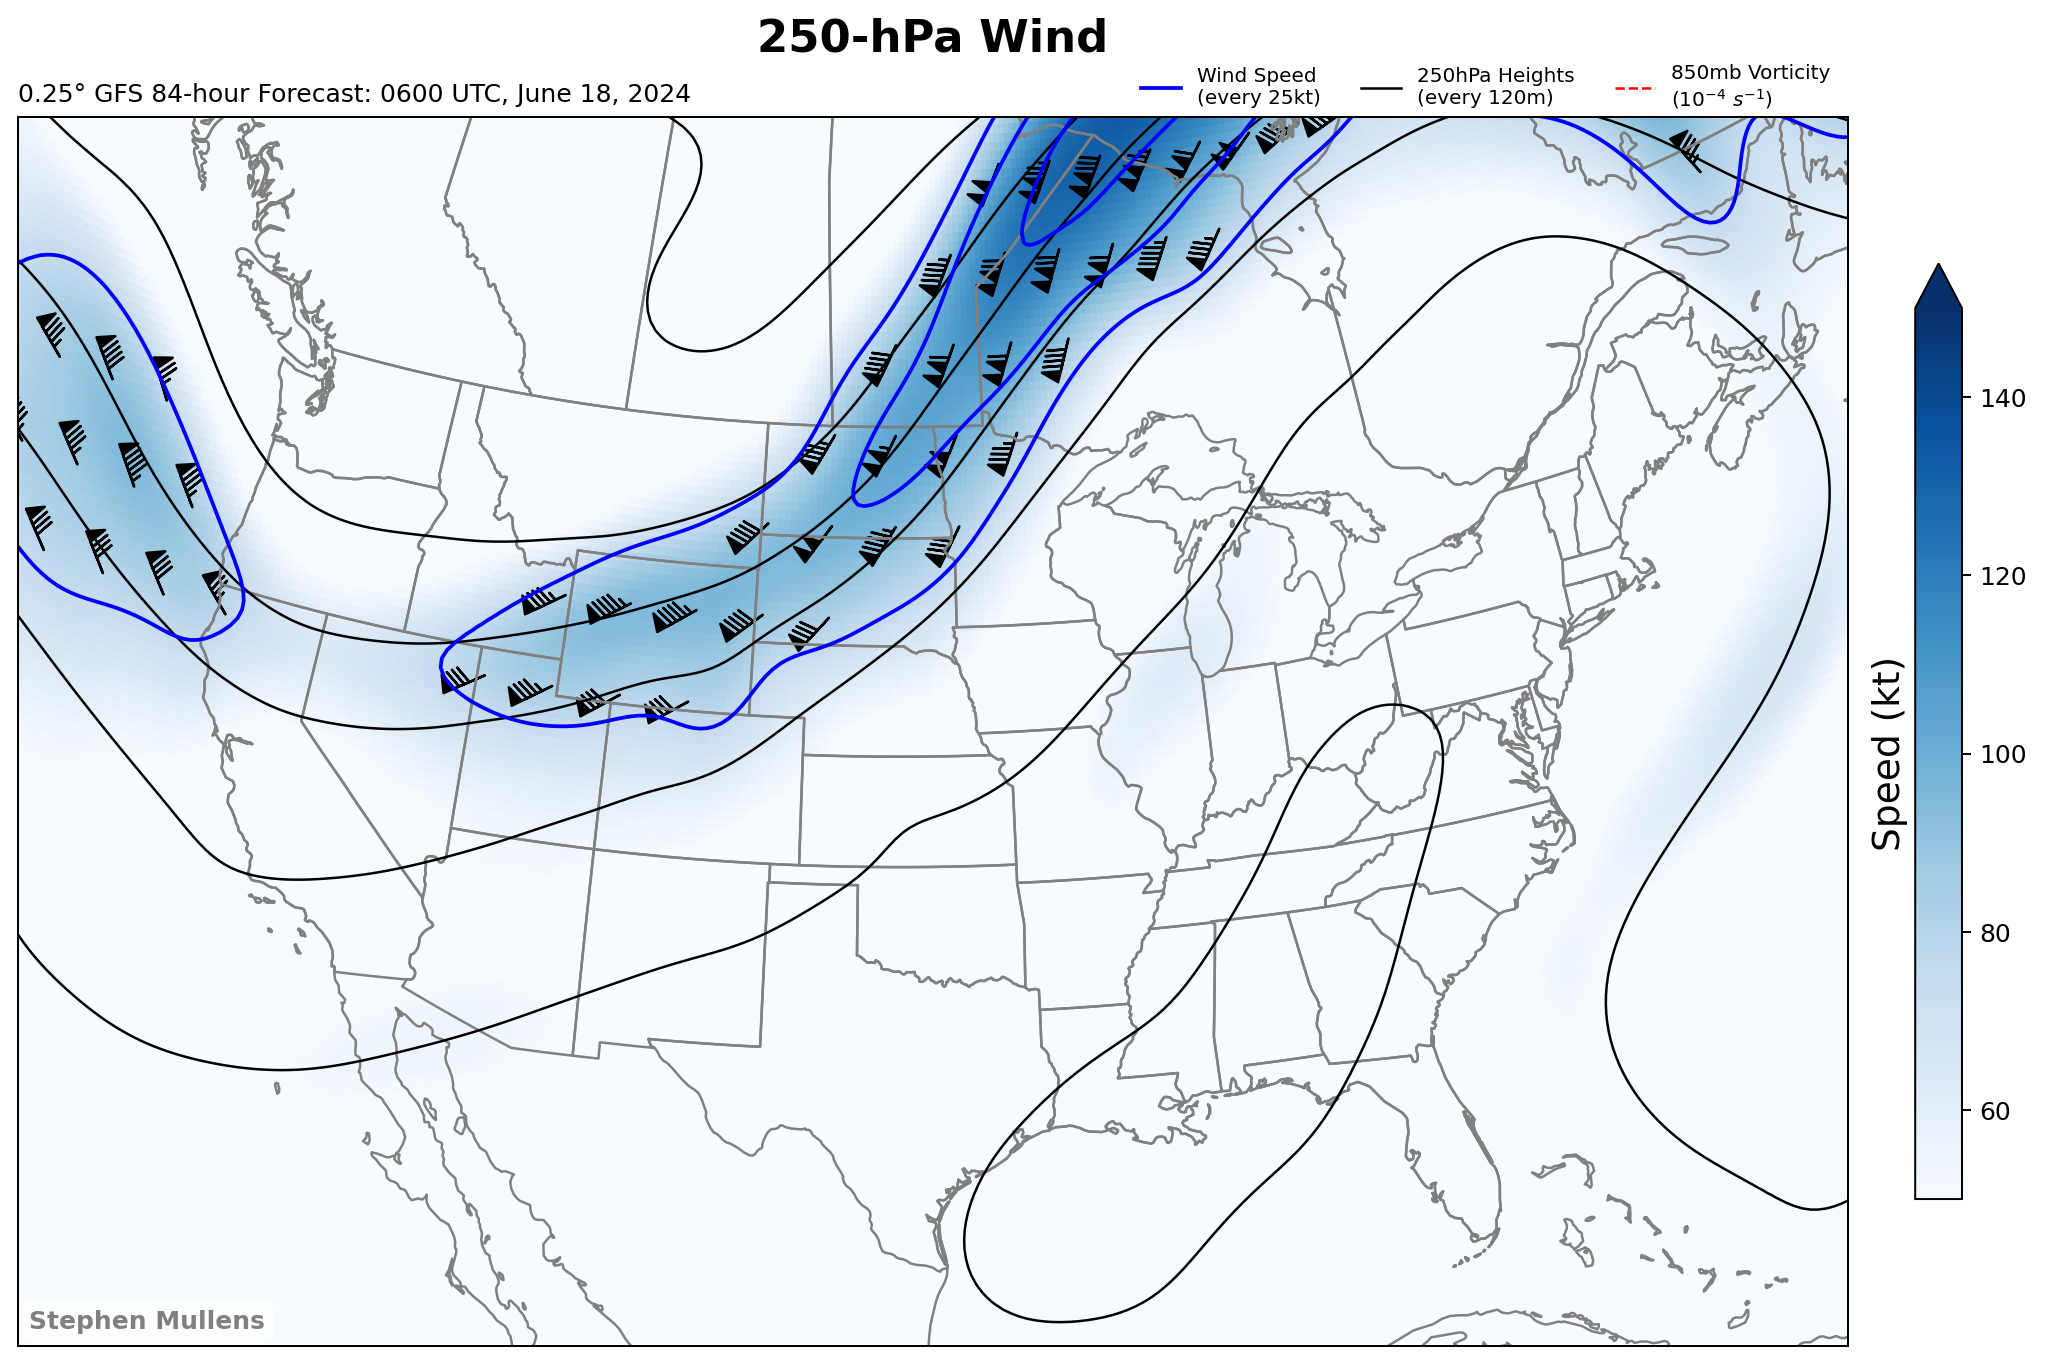 250-hPa Wind
0.25° GFS 84-hour Forecast: 0600 UTC, June 18, 2024
Wind Speed
(every 25kt)
250hPa Heights
(every 120m)
850mb Vorticity
(10⁻⁴ s⁻¹)
140
120
100
80
60
Speed (kt)
Stephen Mullens